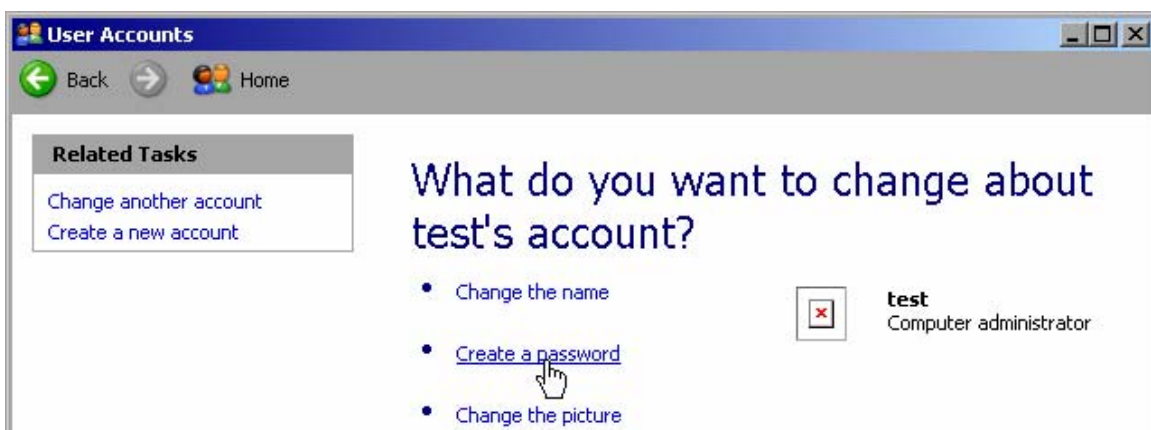 User Accounts
Back Home
Related Tasks
Change another account
Create a new account
What do you want to change about
test's account?
Change the name
Create a password
Change the picture
test
Computer administrator